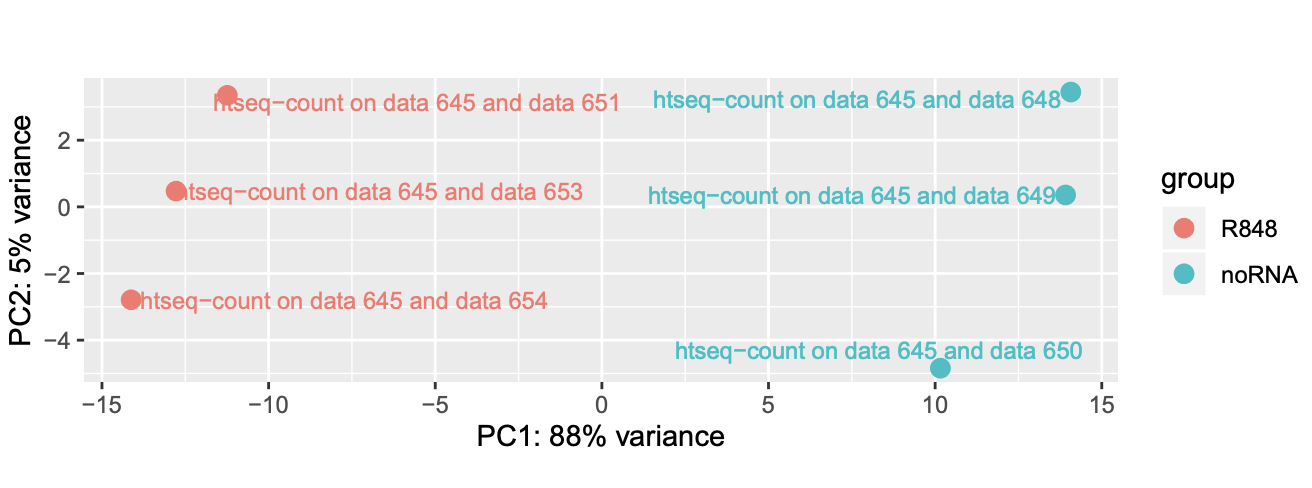 htseq−count on data 645 and data 651
htseq−count on data 645 and data 648
htseq−count on data 645 and data 653
htseq−count on data 645 and data 649
htseq−count on data 645 and data 654
htseq−count on data 645 and data 650
2
0
−2
−4
PC2: 5% variance
−15
−10
−5
0
5
10
15
PC1: 88% variance
group
R848
noRNA